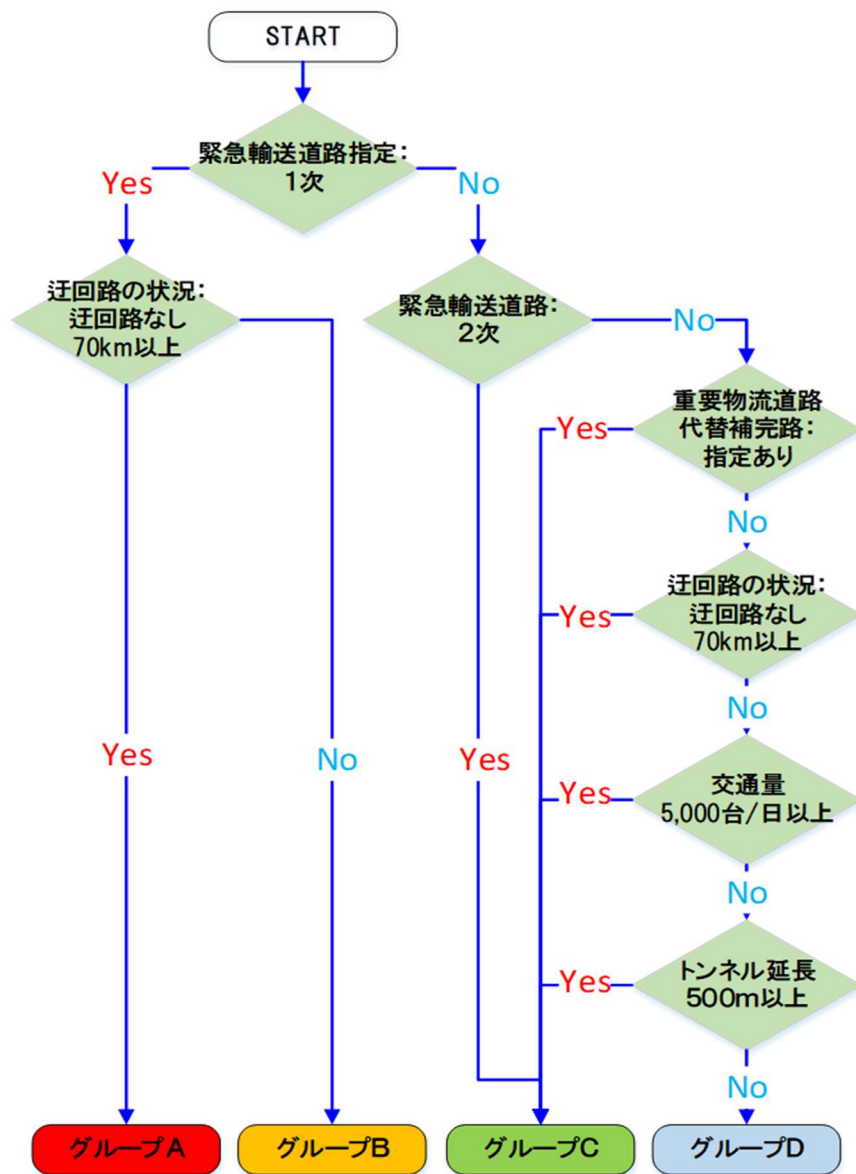 START
緊急輸送道路指定：
1次
Yes
No
迂回路の状況：
迂回路なし
70km以上
緊急輸送道路：
2次
No
重要物流道路
代替補完路：
指定あり
Yes
No
迂回路の状況：
迂回路なし
70km以上
Yes
No
Yes
No
Yes
交通量
5,000台/日以上
Yes
No
トンネル延長
500m以上
Yes
No
グループA
グループB
グループC
グループD